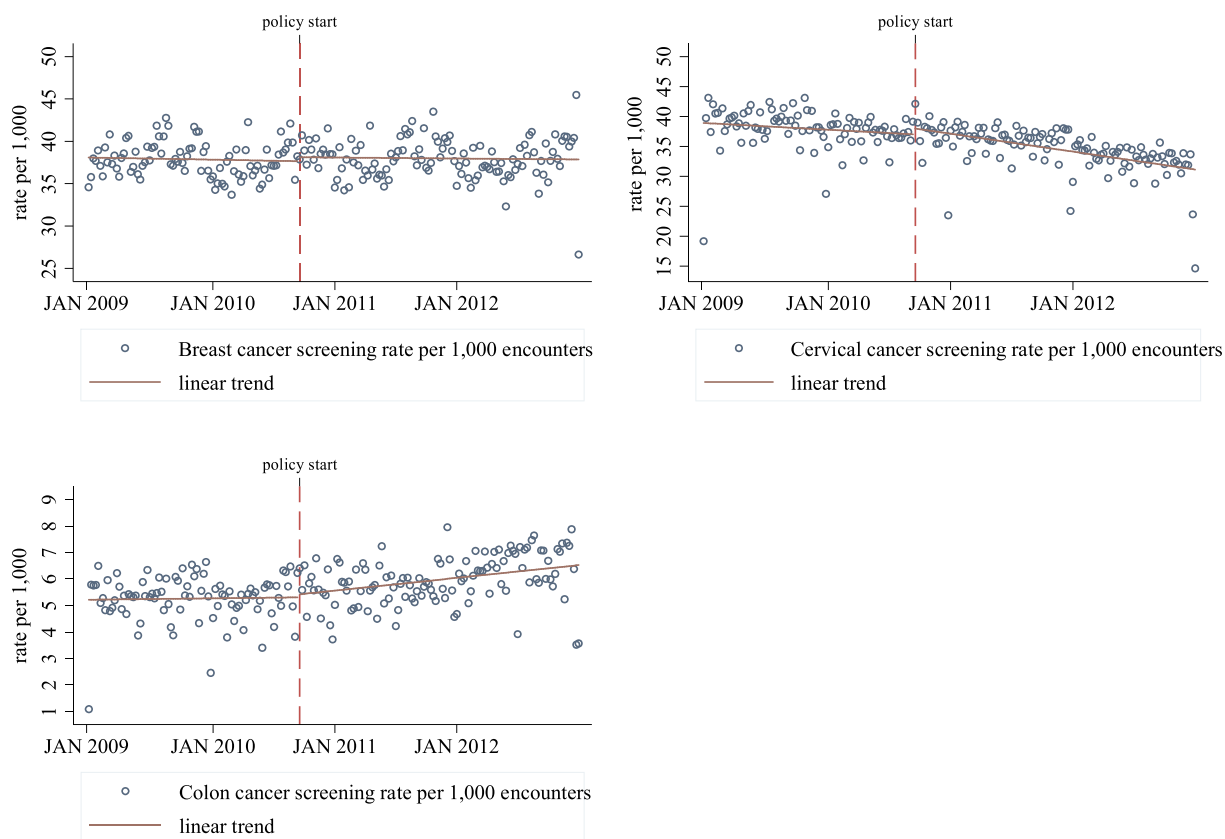 policy start
rate per 1,000
50
45
40
35
30
25
JAN 2009 JAN 2010 JAN 2011 JAN 2012
Breast cancer screening rate per 1,000 encounters
linear trend
policy start
rate per 1,000
50
45
40
35
30
25
20
15
JAN 2009 JAN 2010 JAN 2011 JAN 2012
Cervical cancer screening rate per 1,000 encounters
linear trend
policy start
rate per 1,000
9
8
7
6
5
4
3
2
1
JAN 2009 JAN 2010 JAN 2011 JAN 2012
Colon cancer screening rate per 1,000 encounters
linear trend